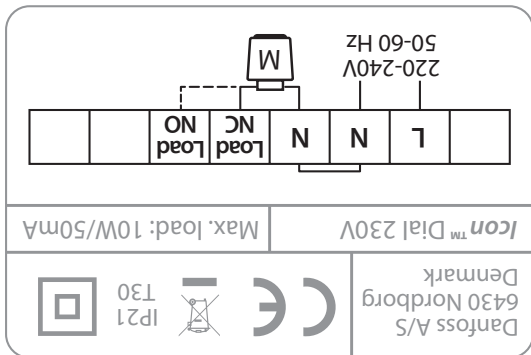 Danfoss A/S
6430 Nordborg
Denmark
CE
IP21
T30
Icon™ Dial 230V
Max. load: 10W/50mA
L
N
N
Load
NC
Load
NO
220-240V
50-60 Hz
M